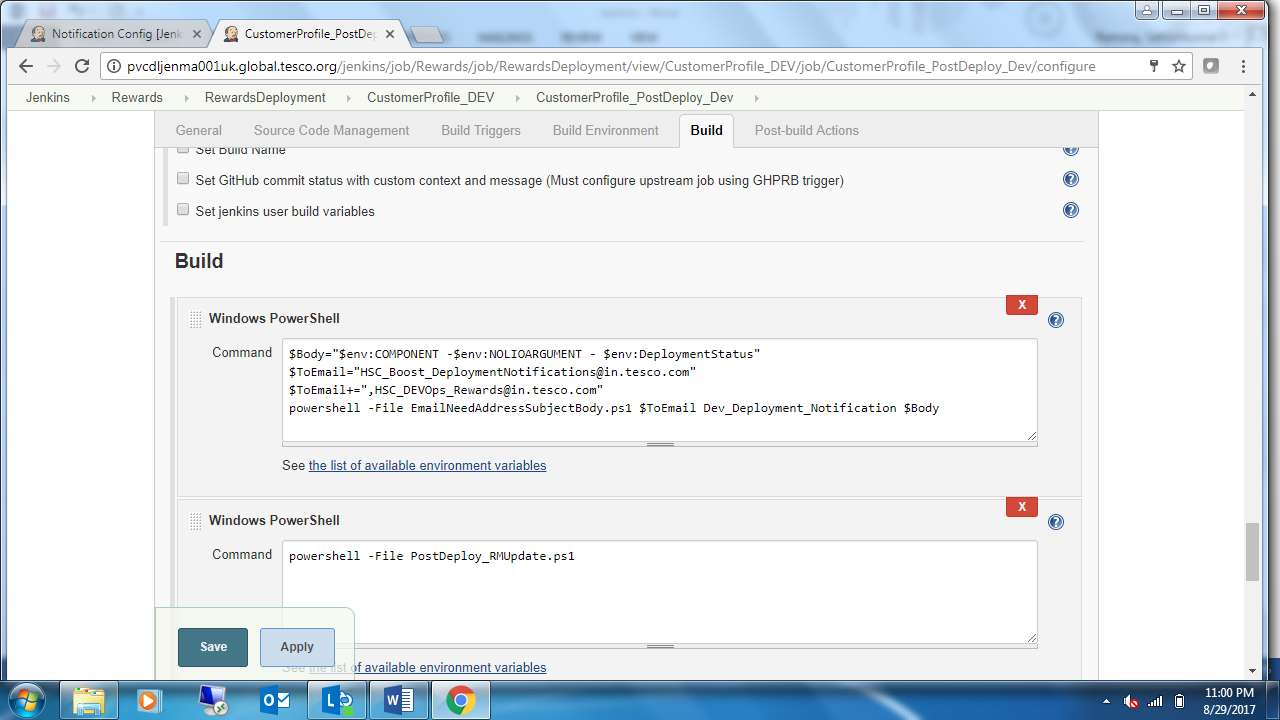 Notification Config [Jenk
CustomerProfile_PostDep
pvcdljenma001uk.global.tesco.org/jenkins/job/Rewards/job/RewardsDeployment/view/CustomerProfile_DEV/job/CustomerProfile_PostDeploy_Dev/configure
Jenkins Rewards RewardsDeployment CustomerProfile_DEV CustomerProfile_PostDeploy_Dev
General Source Code Management Build Triggers Build Environment Build Post-build Actions
Set Build Name
Set GitHub commit status with custom context and message (Must configure upstream job using GHPRB trigger)
Set jenkins user build variables
Build
X
Windows PowerShell
Command
$Body="$env:COMPONENT -$env:NOLIOARGUMENT - $env:DeploymentStatus"
$ToEmail="HSC_Boost_DeploymentNotifications@in.tesco.com"
$ToEmail+=",HSC_DEVOps_Rewards@in.tesco.com"
powershell -File EmailNeedAddressSubjectBody.ps1 $ToEmail Dev_Deployment_Notification $Body
See the list of available environment variables
X
Windows PowerShell
Command
powershell -File PostDeploy_RMUpdate.ps1
Save Apply
See the list of available environment variables
11:00 PM
8/29/2017